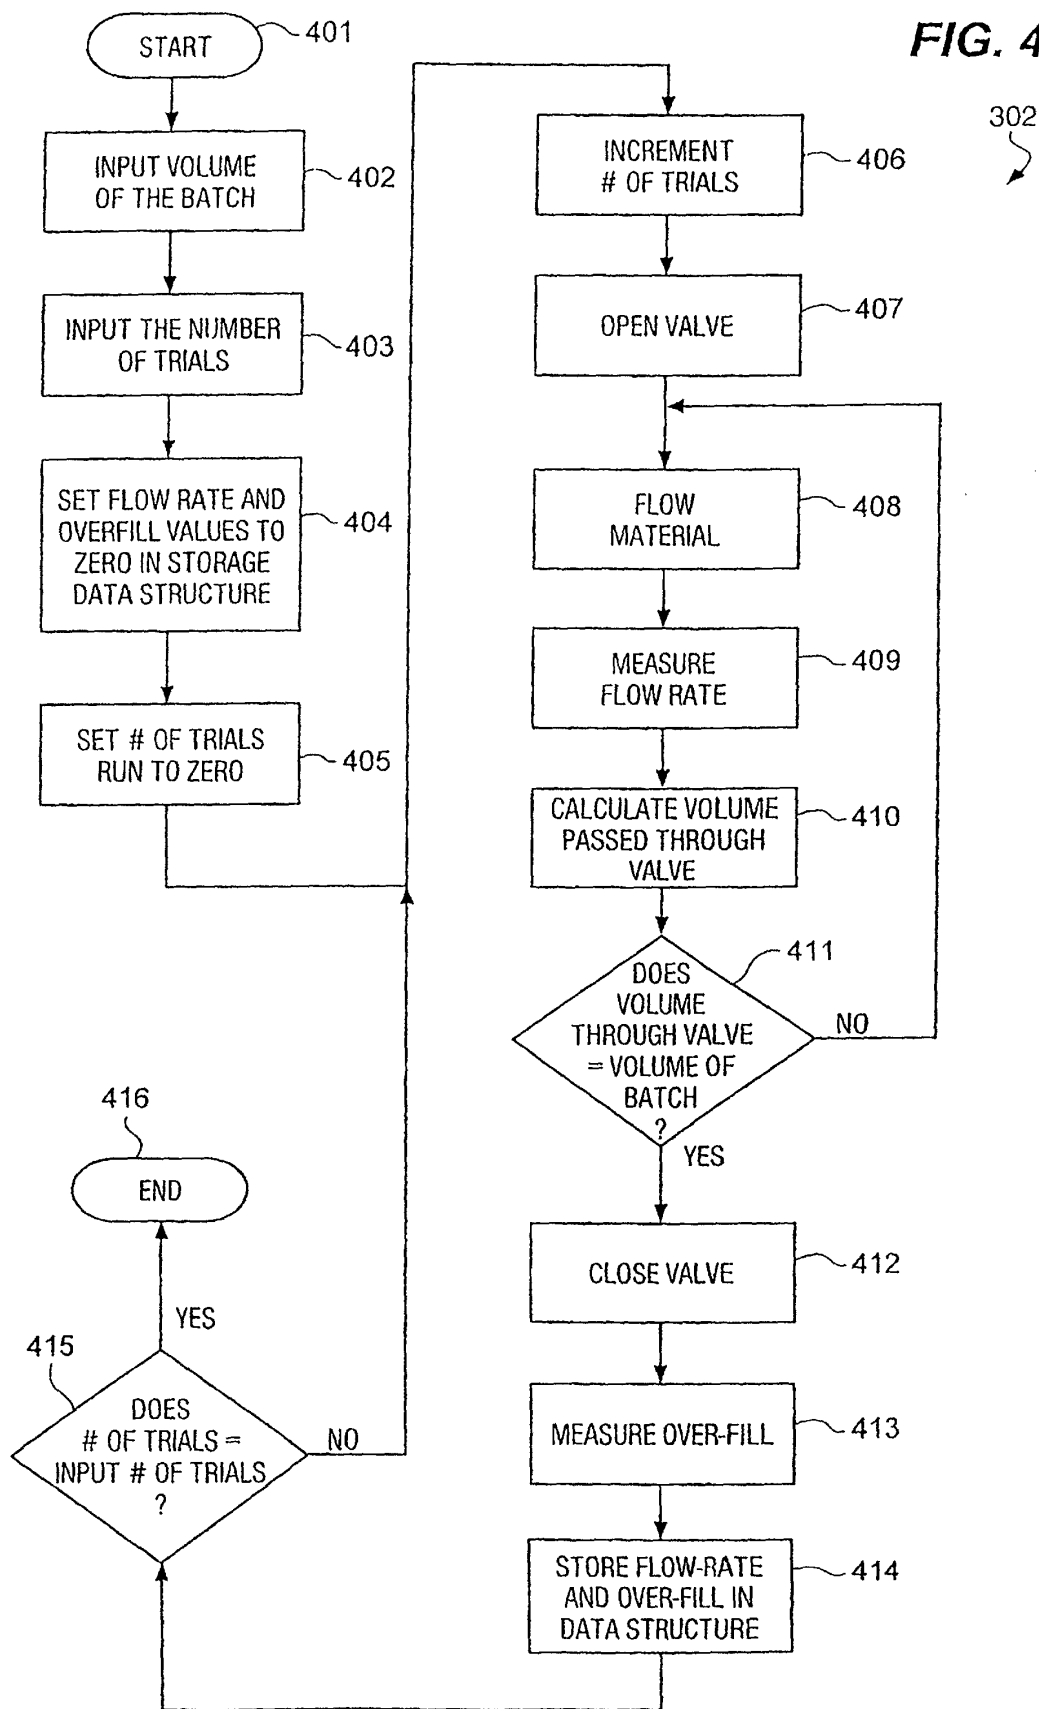 FIG. 4
302
START
401
INPUT VOLUME
OF THE BATCH
402
INPUT THE NUMBER
OF TRIALS
403
SET FLOW RATE AND
OVERFILL VALUES TO
ZERO IN STORAGE
DATA STRUCTURE
404
SET # OF TRIALS
RUN TO ZERO
405
INCREMENT
# OF TRIALS
406
OPEN VALVE
407
FLOW
MATERIAL
408
MEASURE
FLOW RATE
409
CALCULATE VOLUME
PASSED THROUGH
VALVE
410
DOES
VOLUME
THROUGH VALVE
= VOLUME OF
BATCH
?
411
NO
YES
CLOSE VALVE
412
MEASURE OVER-FILL
413
STORE FLOW-RATE
AND OVER-FILL IN
DATA STRUCTURE
414
DOES
# OF TRIALS =
INPUT # OF TRIALS
?
415
NO
YES
END
416